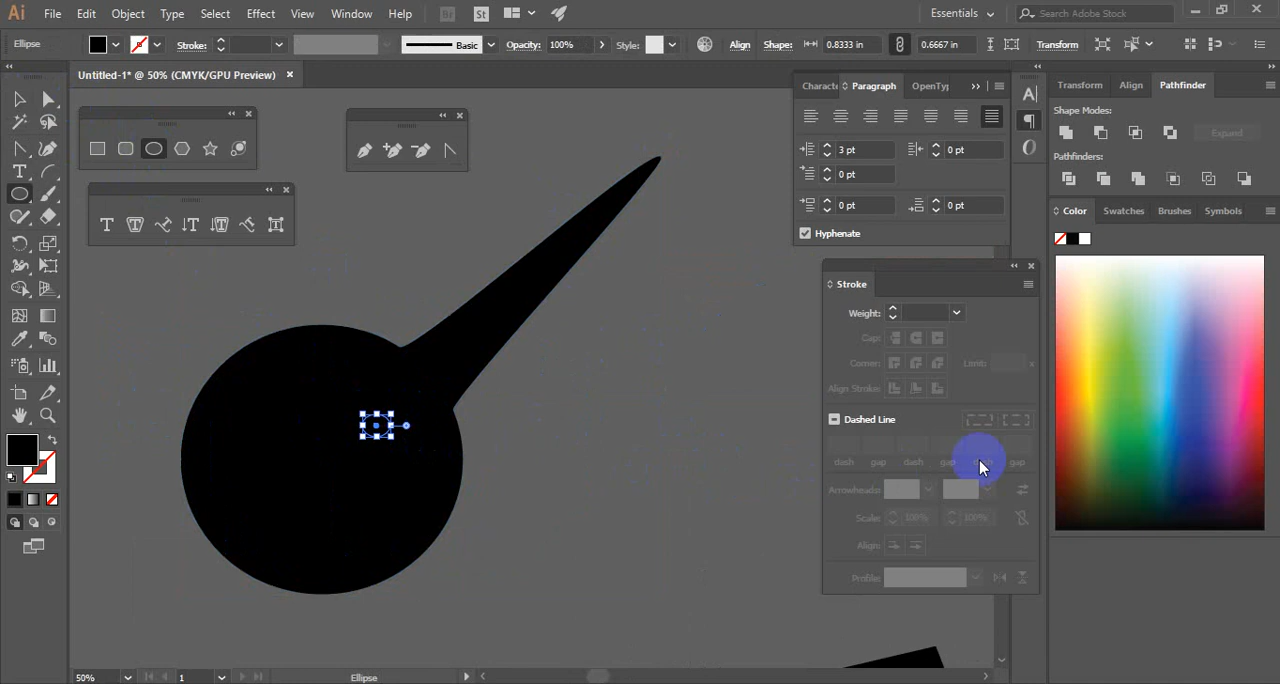 Ai File Edit Object Type Select Effect View Window Help Br St Essentials Search Adobe Stock
Ellipse Stroke: Basic Opacity: 100% Style: Align Shape: 0.8333 in 0.6667 in Transform
Untitled-1* @ 50% (CMYK/GPU Preview)
Paragraph
Transform Align Pathfinder
Shape Modes:
Expand
Pathfinders:
3 pt 0 pt
0 pt
0 pt 0 pt
Hyphenate
Color Swatches Brushes Symbols
Stroke
Weight:
Cap:
Corner: Limit: x
Align Stroke:
Dashed Line
dash gap dash gap dash gap
Arrowheads:
Scale: 100% 100%
Align:
Profile:
50% 1 Ellipse